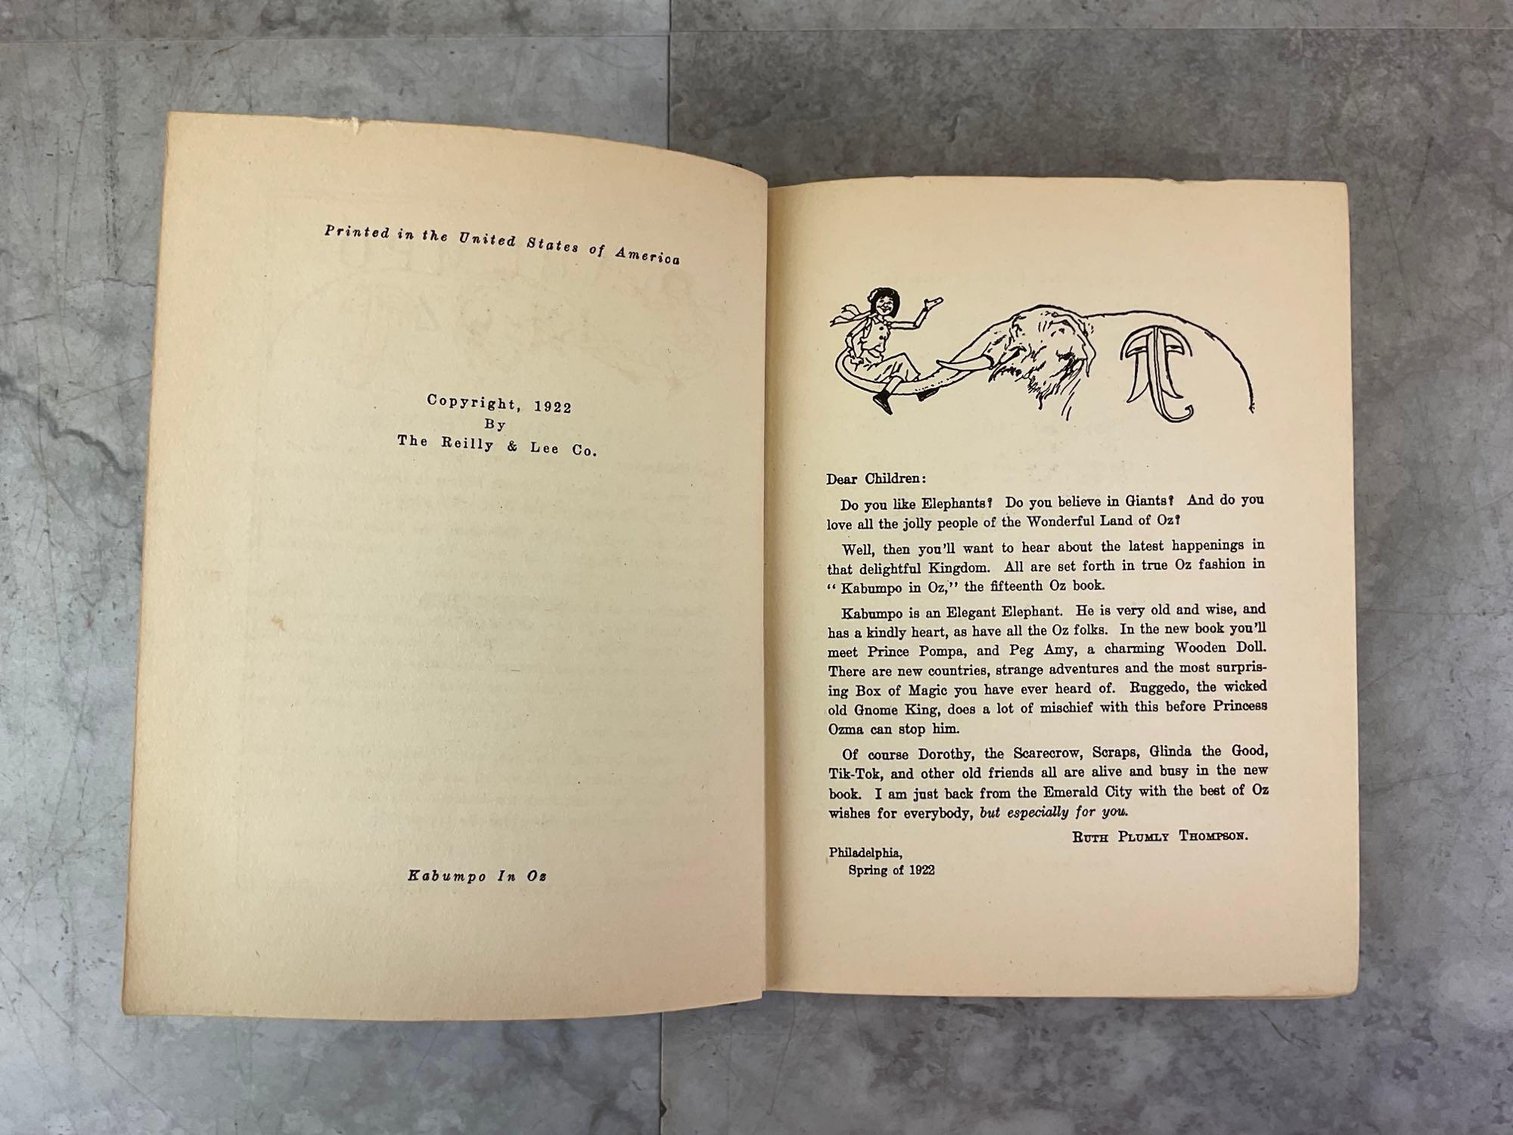 Printed in the United States of America
Copyright, 1922
By
The Reilly & Lee Co.
Kabumpo In Oz
Dear Children:
Do you like Elephants? Do you believe in Giants? And do you
love all the jolly people of the Wonderful Land of Oz?
Well, then you'll want to hear about the latest happenings in
that delightful Kingdom. All are set forth in true Oz fashion in
"Kabumpo in Oz," the fifteenth Oz book.
Kabumpo is an Elegant Elephant. He is very old and wise, and
has a kindly heart, as have all the Oz folks. In the new book you'll
meet Prince Pompa, and Peg Amy, a charming Wooden Doll.
There are new countries, strange adventures and the most surpris-
ing Box of Magic you have ever heard of. Ruggedo, the wicked
old Gnome King, does a lot of mischief with this before Princess
Ozma can stop him.
Of course Dorothy, the Scarecrow, Scraps, Glinda the Good,
Tik-Tok, and other old friends all are alive and busy in the new
book. I am just back from the Emerald City with the best of Oz
wishes for everybody, but especially for you.
RUTH PLUMLY THOMPSON.
Philadelphia,
Spring of 1922